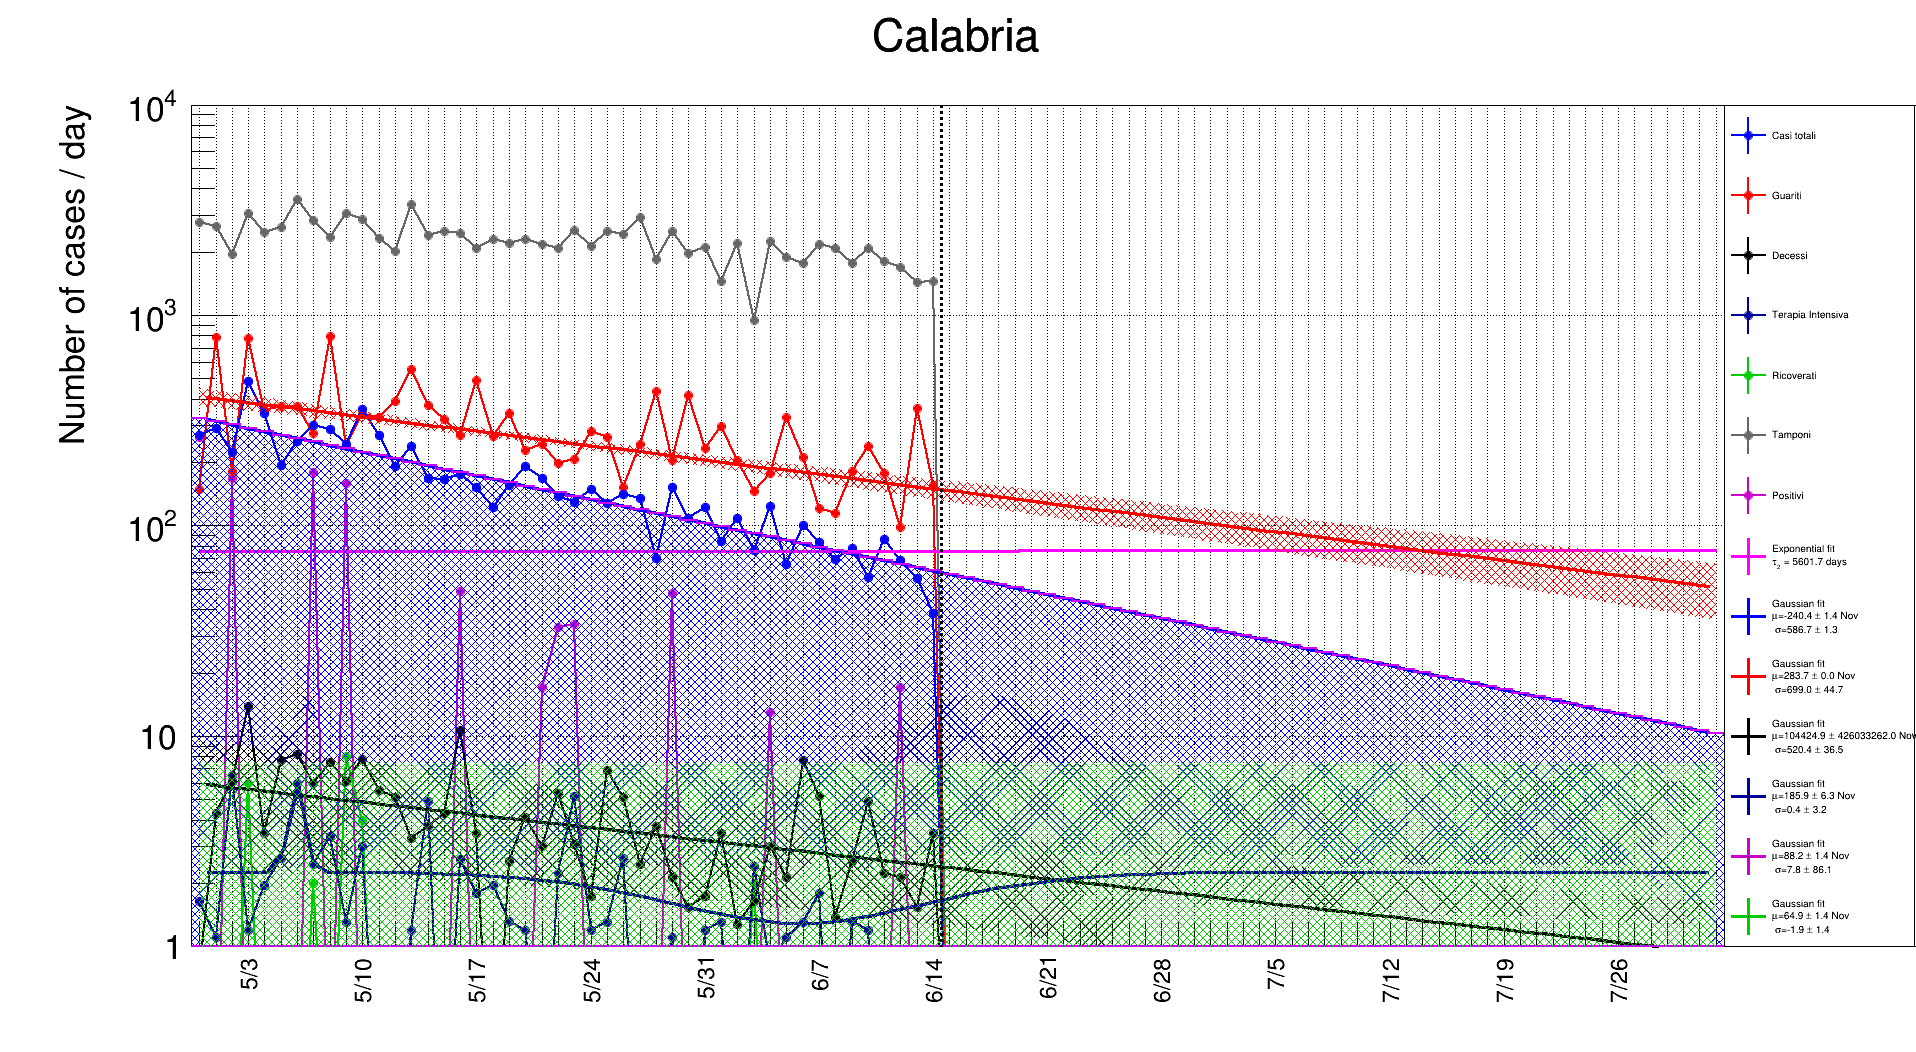 Calabria
Number of cases / day
10^4
10^3
10^2
10
1
5/3
5/10
5/17
5/24
5/31
6/7
6/14
6/21
6/28
7/5
7/12
7/19
7/26
Casi totali
Guariti
Decessi
Terapia Intensiva
Ricoverati
Tamponi
Positivi
Exponential fit
τ₂ = 5601.7 days
Gaussian fit
μ=-240.4 ± 1.4 Nov
σ=586.7 ± 1.3
Gaussian fit
μ=283.7 ± 0.0 Nov
σ=699.0 ± 44.7
Gaussian fit
μ=104424.9 ± 426033262.0 Nov
σ=520.4 ± 36.5
Gaussian fit
μ=185.9 ± 6.3 Nov
σ=0.4 ± 3.2
Gaussian fit
μ=88.2 ± 1.4 Nov
σ=7.8 ± 86.1
Gaussian fit
μ=64.9 ± 1.4 Nov
σ=-1.9 ± 1.4